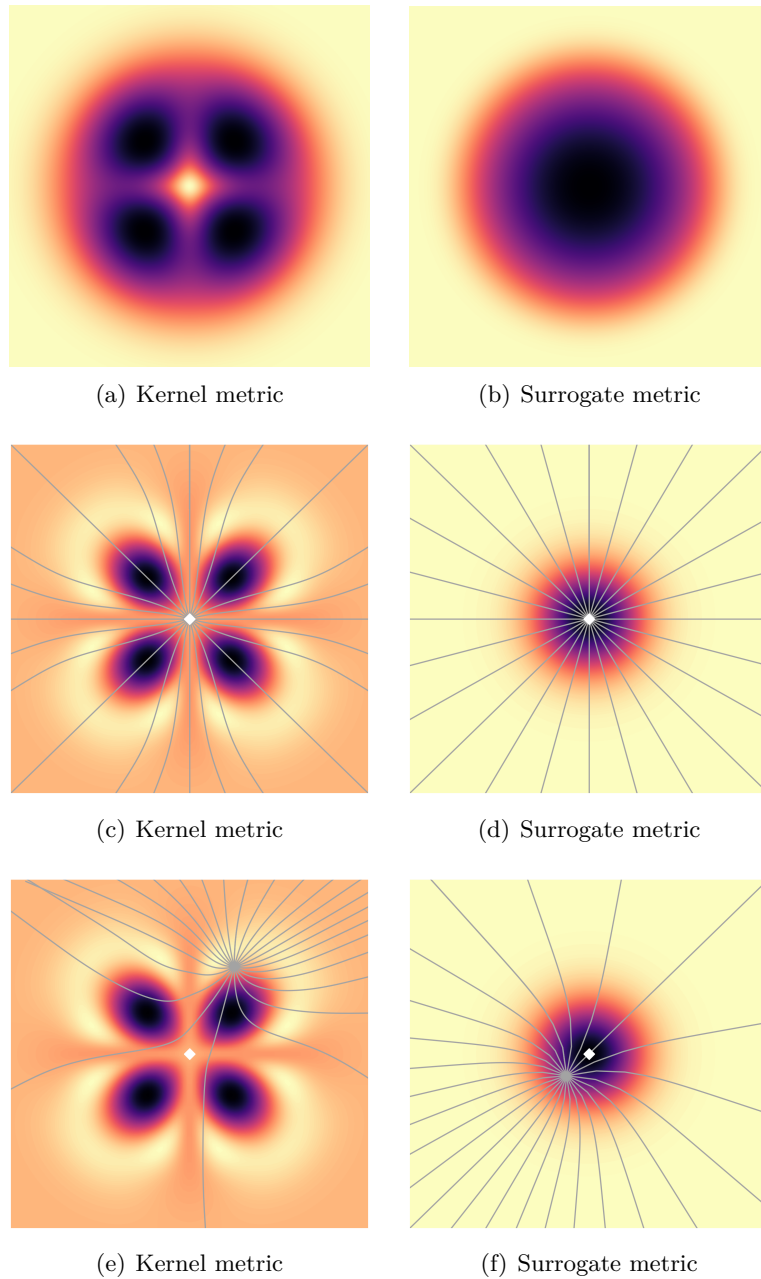 (a) Kernel metric
(b) Surrogate metric
(c) Kernel metric
(d) Surrogate metric
(e) Kernel metric
(f) Surrogate metric